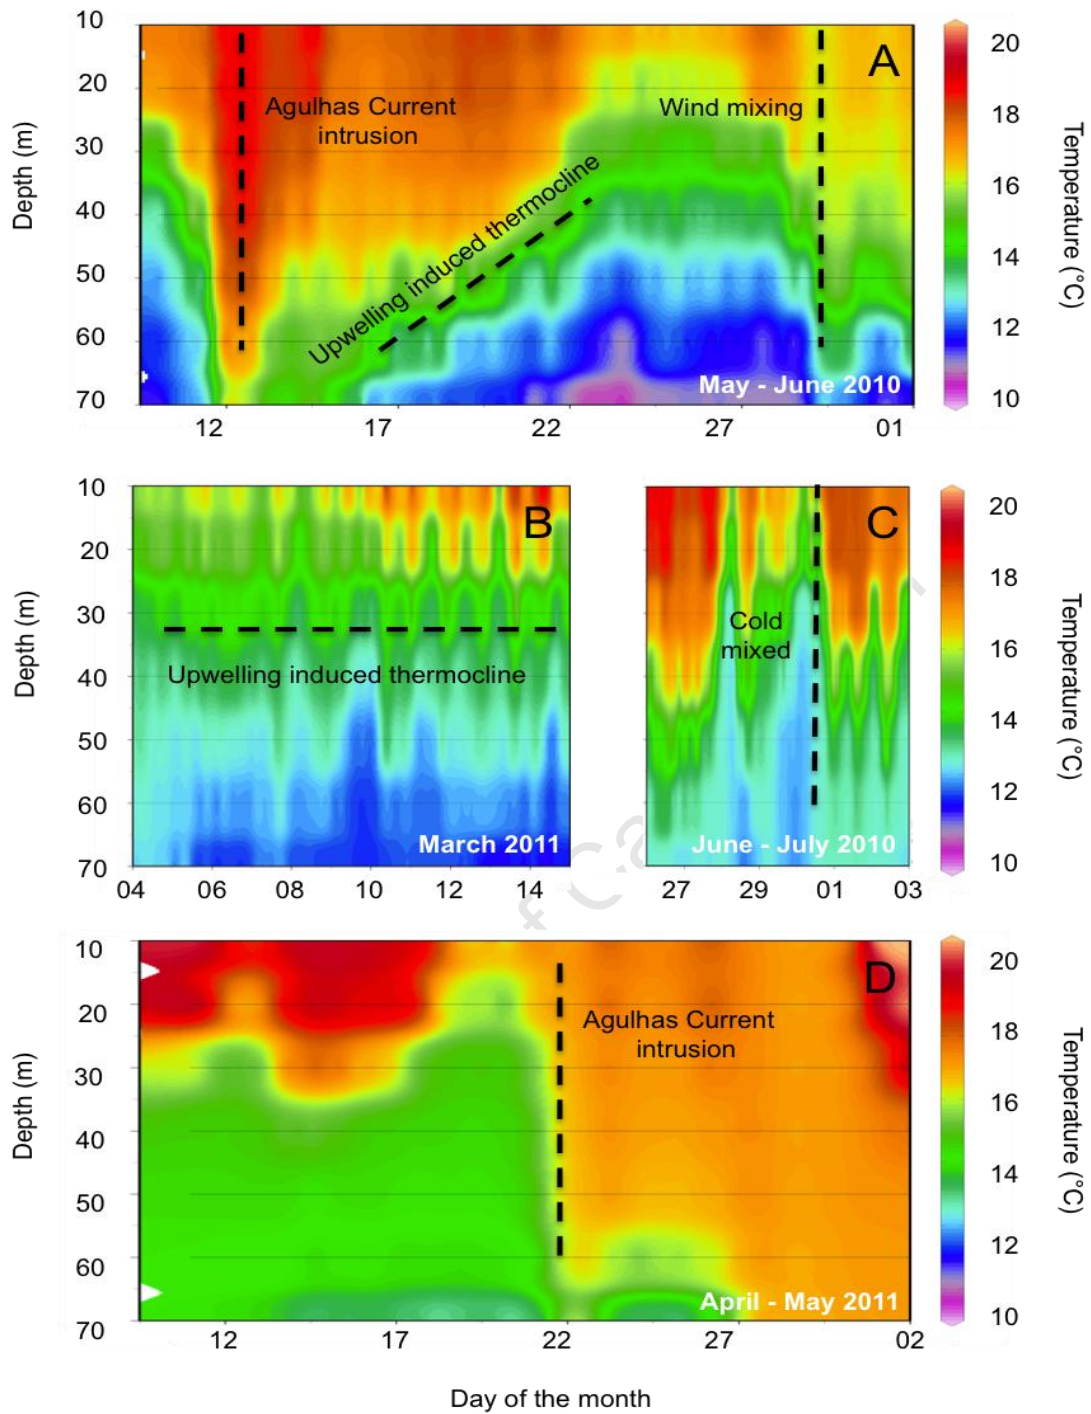 A
10
20
30
40
50
60
70
Depth (m)
Agulhas Current
intrusion
Upwelling induced thermocline
Wind mixing
May - June 2010
12
17
22
27
01
20
18
16
14
12
10
Temperature (°C)
B
10
20
30
40
50
60
70
Depth (m)
Upwelling induced thermocline
March 2011
04
06
08
10
12
14
C
Cold
mixed
June - July 2010
27
29
01
03
20
18
16
14
12
10
Temperature (°C)
D
10
20
30
40
50
60
70
Depth (m)
Agulhas Current
intrusion
April - May 2011
12
17
22
27
02
20
18
16
14
12
10
Temperature (°C)
Day of the month